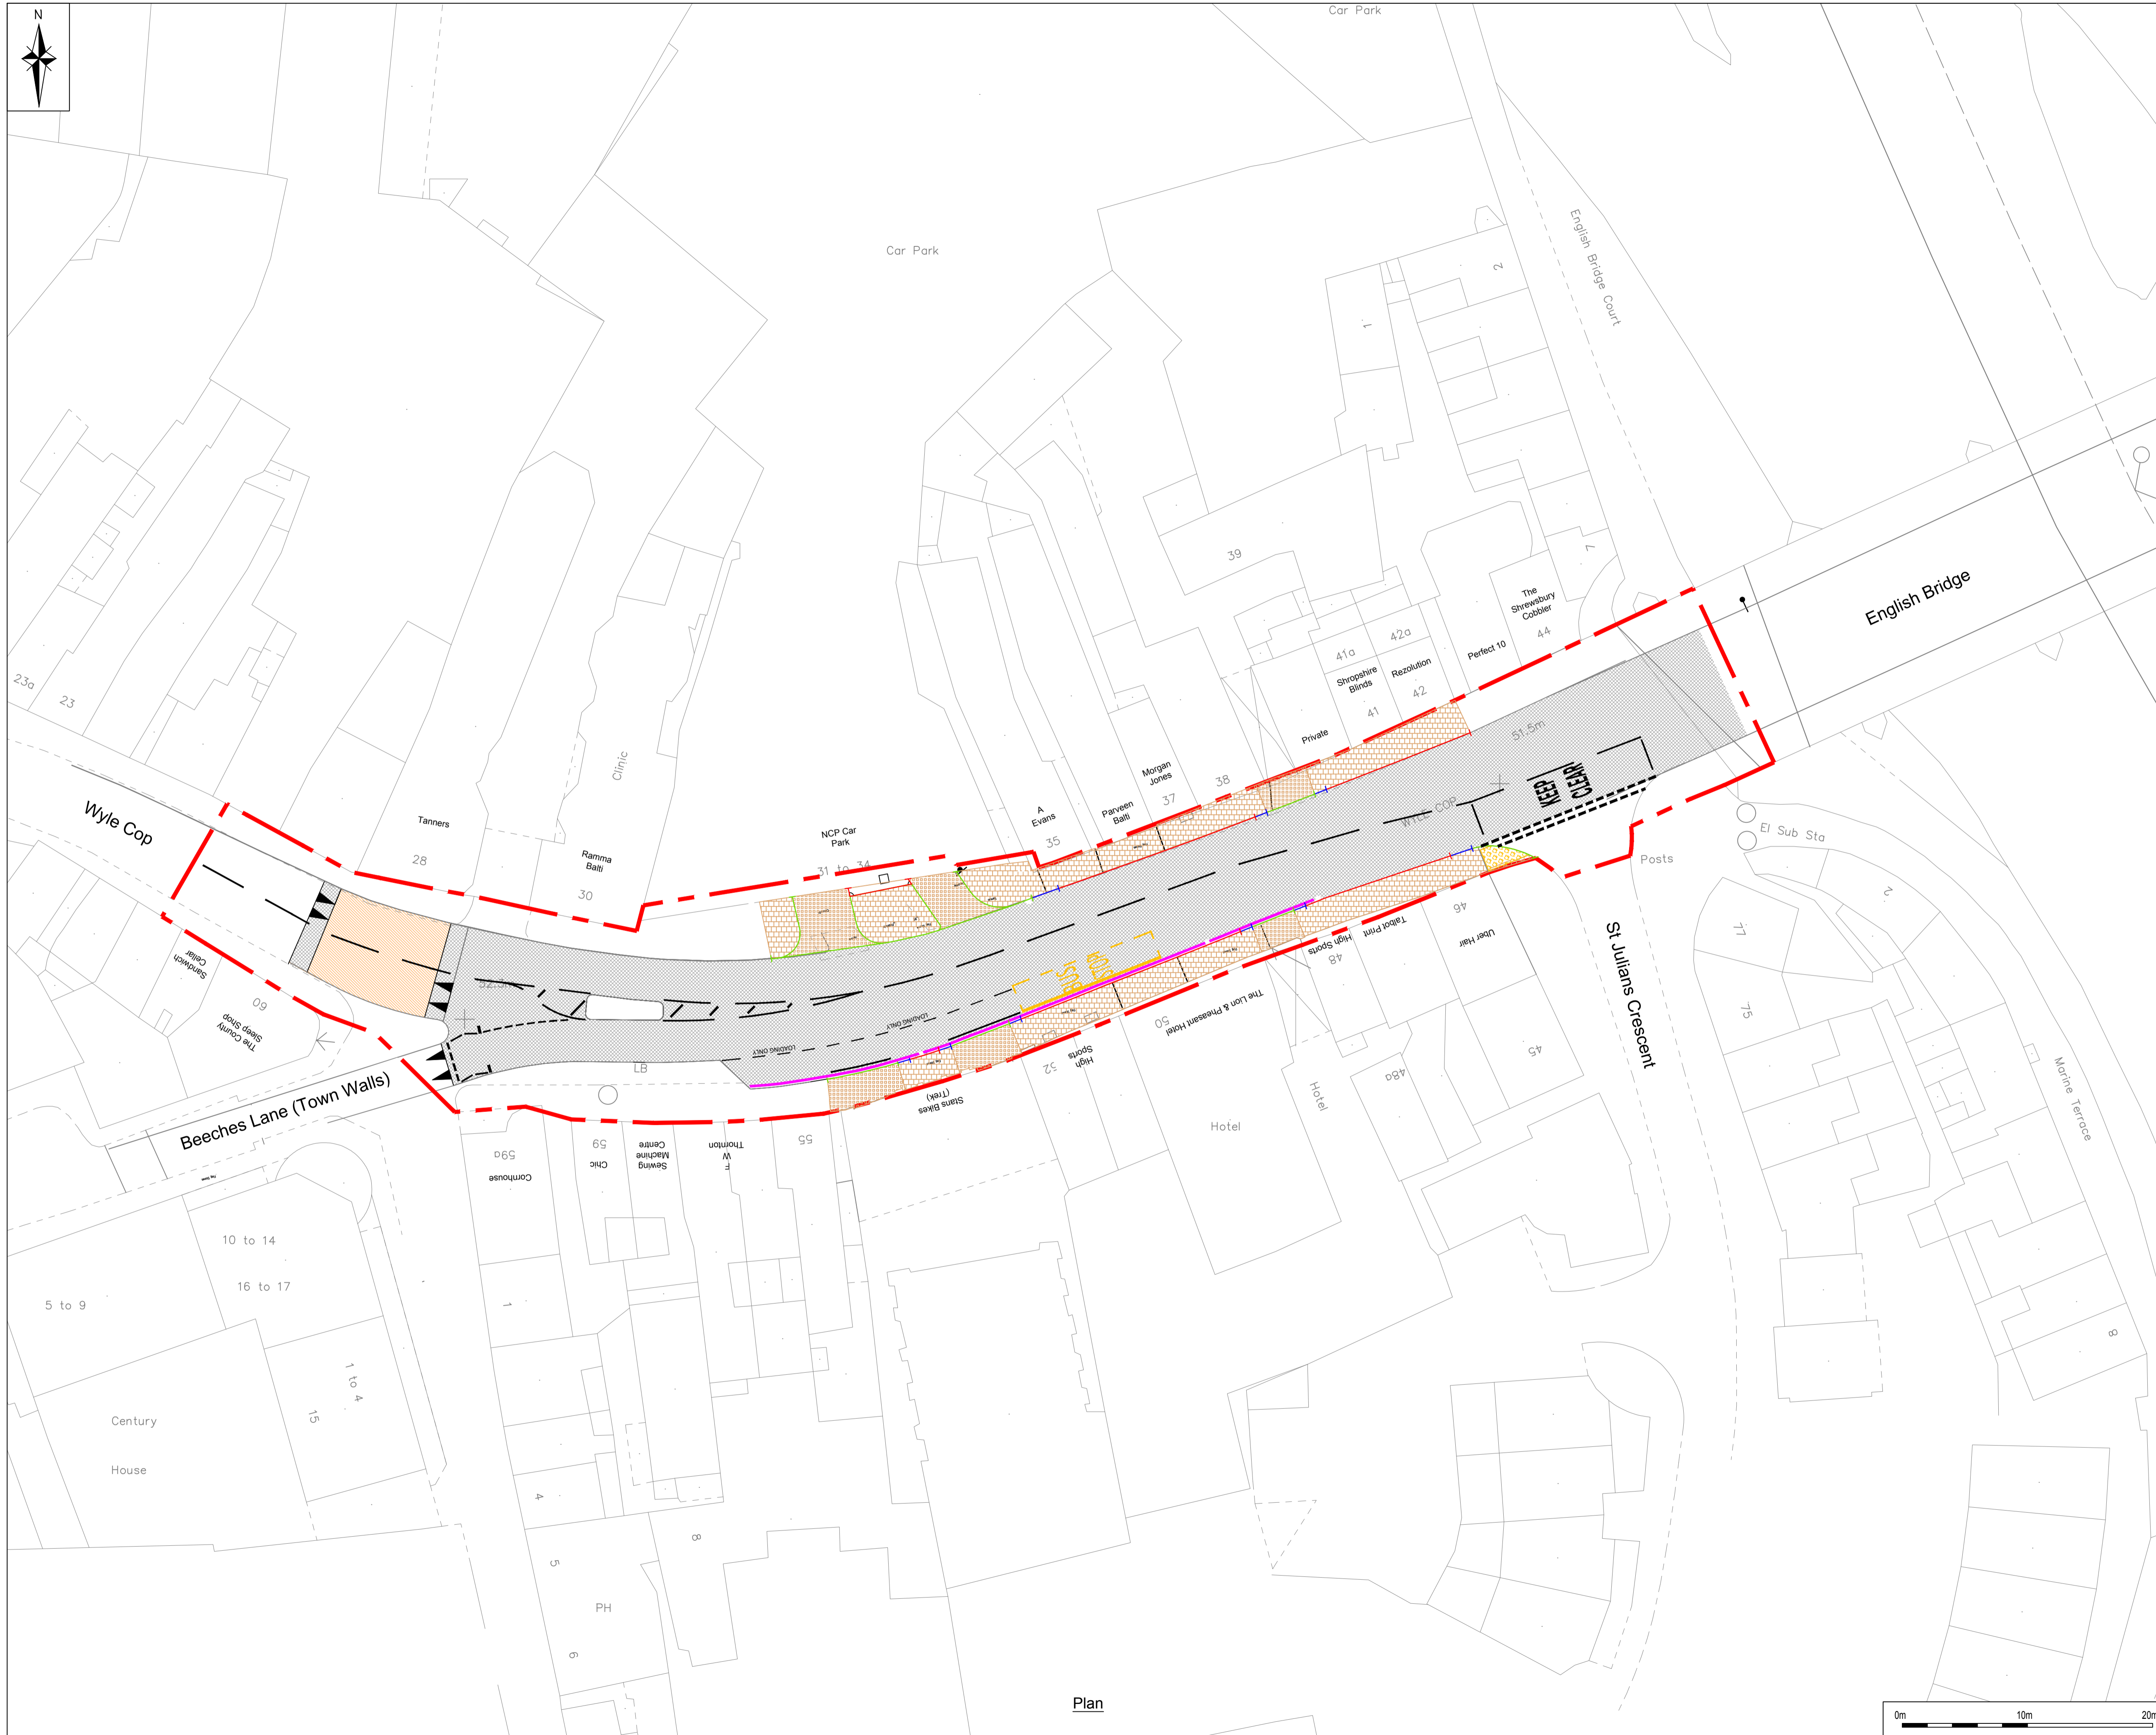 N
Car Park
Car Park
English Bridge Court
2
1
39
7
The
Shrewsbury
Cobbler
44
Perfect 10
42a
Rezolution
42
41a
Shropshire
Blinds
41
Private
English Bridge
51.5m
KEEP
CLEAR
WYLE COP
23a
23
Wyle Cop
Tanners
28
Clinic
Ramma
Balti
30
NCP Car
Park
31 to 34
A
Evans
35
Parveen
Balti
Morgan
Jones
37
38
Sandwich
Cellar
60
The County
Sleep Shop
Beeches Lane (Town Walls)
LB
LOADING ONLY
LOADING ONLY
BUS
Stans Bikes
(Trek)
52
High
Sports
50
The Lion & Pheasant Hotel
48
High Sports
Talbot Print
46
Uber Hair
St Julians Crescent
Posts
El Sub Sta
2
77
75
Marine Terrace
8
59a
Cornhouse
59
Chic
Sewing
Machine
Centre
Thornton
W
F
55
Hotel
Hotel
48a
45
10 to 14
16 to 17
5 to 9
1 to 4
15
Century
House
1
4
5
6
8
PH
Plan
0m
10m